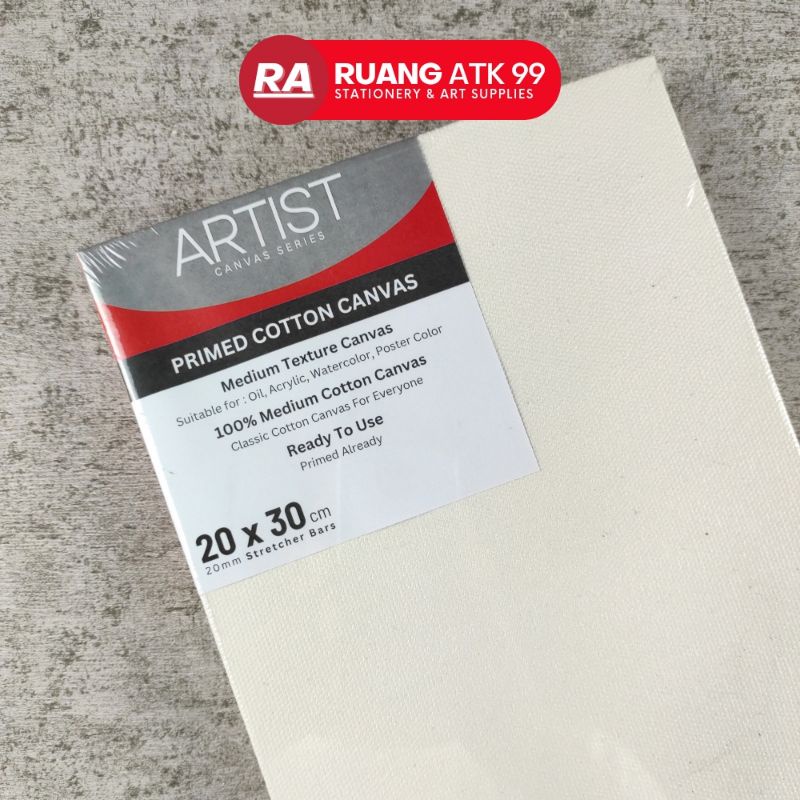 RA RUANG ATK 99
STATIONERY & ART SUPPLIES
ARTIST
CANVAS SERIES
PRIMED COTTON CANVAS
Medium Texture Canvas
Suitable for : Oil, Acrylic, Watercolor, Poster Color
100% Medium Cotton Canvas
Classic Cotton Canvas For Everyone
Ready To Use
Primed Already
20 x 30 cm
20mm Stretcher Bars